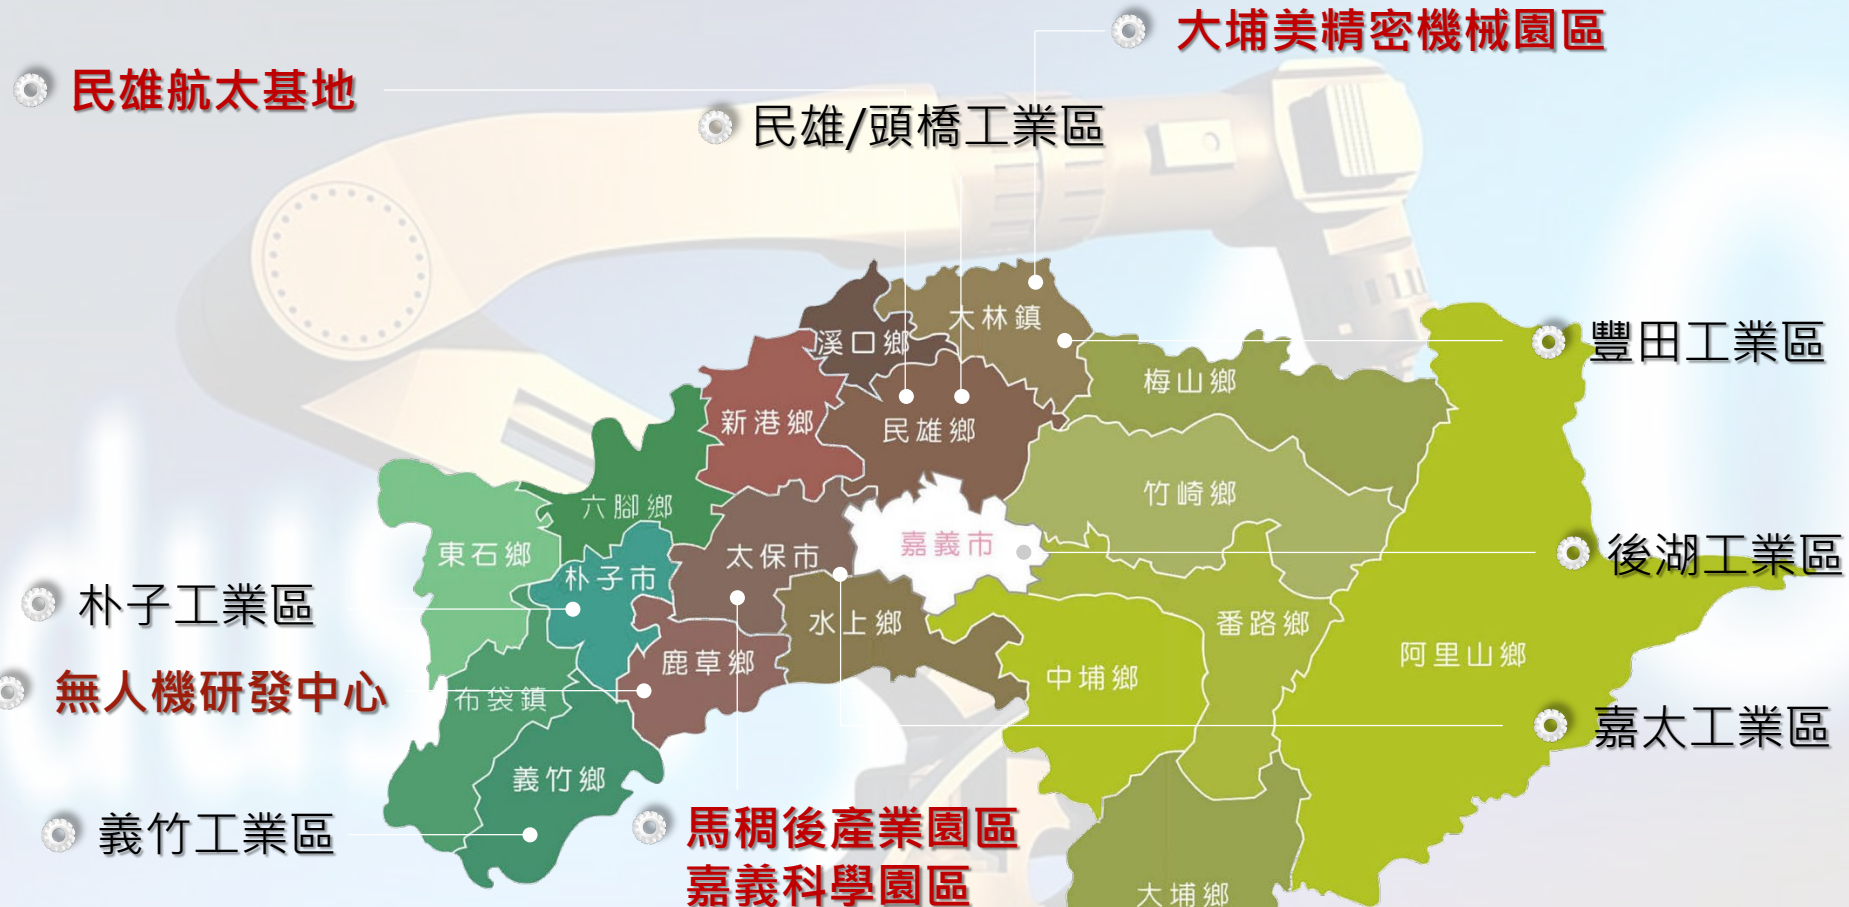 大埔美精密機械園區
民雄航太基地
民雄/頭橋工業區
大林鎮
溪口鄉
豐田工業區
梅山鄉
新港鄉
民雄鄉
竹崎鄉
六腳鄉
嘉義市
東石鄉
太保市
後湖工業區
朴子市
朴子工業區
水上鄉
番路鄉
鹿草鄉
阿里山鄉
中埔鄉
無人機研發中心
布袋鎮
嘉太工業區
義竹鄉
義竹工業區
馬稠後產業園區
嘉義科學園區
大埔鄉
dus